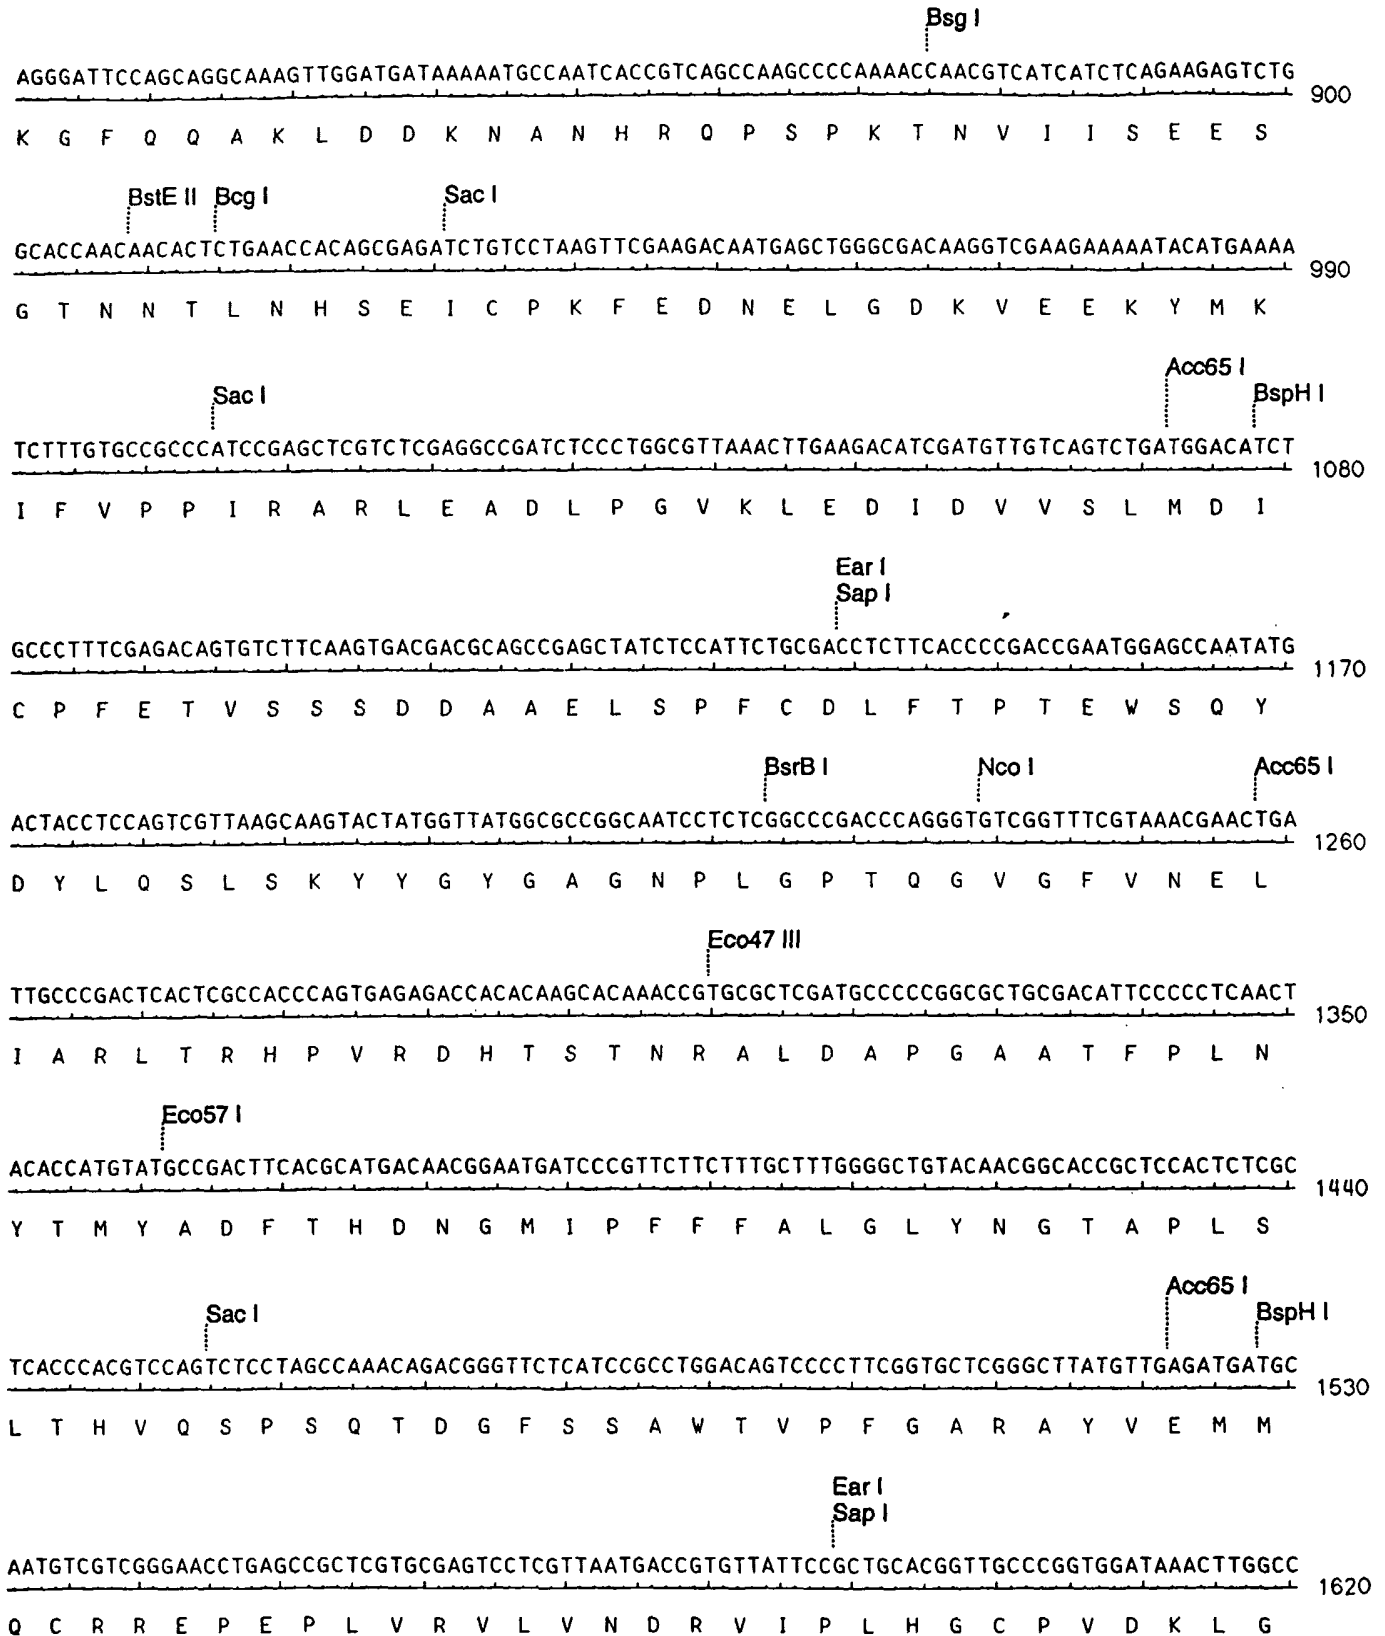 Bsg I
AGGGATTCCAGCAGGCAAAGTTGGATGATAAAAATGCCAATCACCGTCAGCCAAGCCCCAAAACCAACGTCATCATCTCAGAAGAGTCTG 900
K G F Q Q A K L D D K N A N H R Q P S P K T N V I I S E E S
BstE II Bcg I Sac I
GCACCAACAACACTCTGAACCACAGCGAGATCTGTCCTAAGTTCGAAGACAATGAGCTGGGCGACAAGGTCGAAGAAAAATACATGAAAA 990
G T N N T L N H S E I C P K F E D N E L G D K V E E K Y M K
Acc65 I
Sac I BspH I
TCTTTGTGCCGCCCATCCGAGCTCGTCTCGAGGCCGATCTCCCTGGCGTTAAACTTGAAGACATCGATGTTGTCAGTCTGATGGACATCT 1080
I F V P P I R A R L E A D L P G V K L E D I D V V S L M D I
Ear I
Sap I
GCCCTTTCGAGACAGTGTCTTCAAGTGACGACGCAGCCGAGCTATCTCCATTCTGCGACCTCTTCACCCCGACCGAATGGAGCCAATATG 1170
C P F E T V S S S D D A A E L S P F C D L F T P T E W S Q Y
BsrB I Nco I Acc65 I
ACTACCTCCAGTCGTTAAGCAAGTACTATGGTTATGGCGCCGGCAATCCTCTCGGCCCGACCCAGGGTGTCGGTTTCGTAAACGAACTGA 1260
D Y L Q S L S K Y Y G Y G A G N P L G P T Q G V G F V N E L
Eco47 III
TTGCCCGACTCACTCGCCACCCAGTGAGAGACCACACAAGCACAAACCGTGCGCTCGATGCCCCCGGCGCTGCGACATTCCCCCTCAACT 1350
I A R L T R H P V R D H T S T N R A L D A P G A A T F P L N
Eco57 I
ACACCATGTATGCCGACTTCACGCATGACAACGGAATGATCCCGTTCTTCTTTGCTTTGGGGCTGTACAACGGCACCGCTCCACTCTCGC 1440
Y T M Y A D F T H D N G M I P F F F A L G L Y N G T A P L S
Acc65 I
Sac I BspH I
TCACCCACGTCCAGTCTCCTAGCCAAACAGACGGGTTCTCATCCGCCTGGACAGTCCCCTTCGGTGCTCGGGCTTATGTTGAGATGATGC 1530
L T H V Q S P S Q T D G F S S A W T V P F G A R A Y V E M M
Ear I
Sap I
AATGTCGTCGGGAACCTGAGCCGCTCGTGCGAGTCCTCGTTAATGACCGTGTTATTCCGCTGCACGGTTGCCCGGTGGATAAACTTGGCC 1620
Q C R R E P E P L V R V L V N D R V I P L H G C P V D K L G